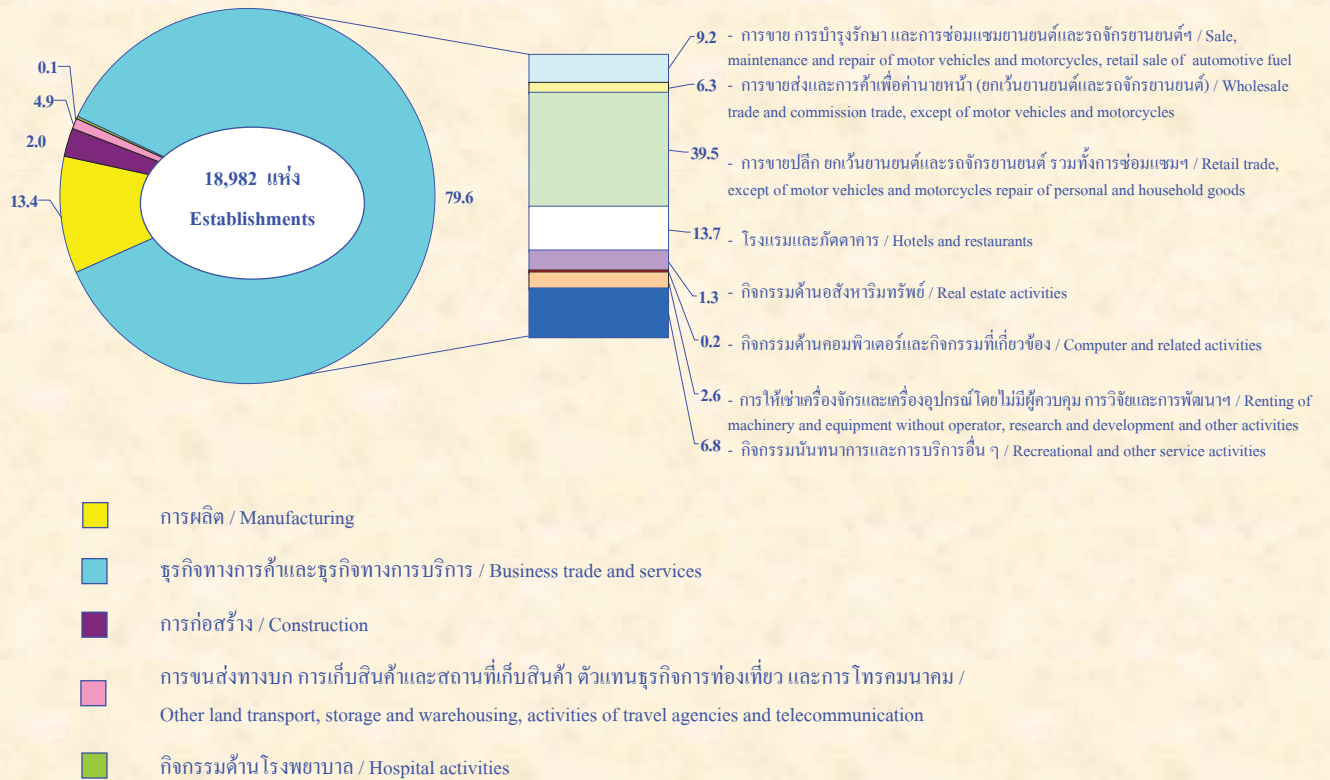 0.1
4.9
2.0
13.4
18,982 แห่ง
Establishments
79.6
9.2 - การขาย การบำรุงรักษา และการซ่อมแซมยานยนต์และรถจักรยานยนต์ฯ / Sale,
maintenance and repair of motor vehicles and motorcycles, retail sale of automotive fuel
6.3 - การขายส่งและการค้าเพื่อค่านายหน้า (ยกเว้นยานยนต์และรถจักรยานยนต์) / Wholesale
trade and commission trade, except of motor vehicles and motorcycles
39.5 - การขายปลีก ยกเว้นยานยนต์และรถจักรยานยนต์ รวมทั้งการซ่อมแซมฯ / Retail trade,
except of motor vehicles and motorcycles repair of personal and household goods
13.7 - โรงแรมและภัตตาคาร / Hotels and restaurants
1.3 - กิจกรรมด้านอสังหาริมทรัพย์ / Real estate activities
0.2 - กิจกรรมด้านคอมพิวเตอร์และกิจกรรมที่เกี่ยวข้อง / Computer and related activities
2.6 - การให้เช่าเครื่องจักรและเครื่องอุปกรณ์โดยไม่มีผู้ควบคุม การวิจัยและการพัฒนาฯ / Renting of
machinery and equipment without operator, research and development and other activities
6.8 - กิจกรรมนันทนาการและการบริการอื่น ๆ / Recreational and other service activities
การผลิต / Manufacturing
ธุรกิจทางการค้าและธุรกิจทางการบริการ / Business trade and services
การก่อสร้าง / Construction
การขนส่งทางบก การเก็บสินค้าและสถานที่เก็บสินค้า ตัวแทนธุรกิจการท่องเที่ยว และการโทรคมนาคม /
Other land transport, storage and warehousing, activities of travel agencies and telecommunication
กิจกรรมด้านโรงพยาบาล / Hospital activities